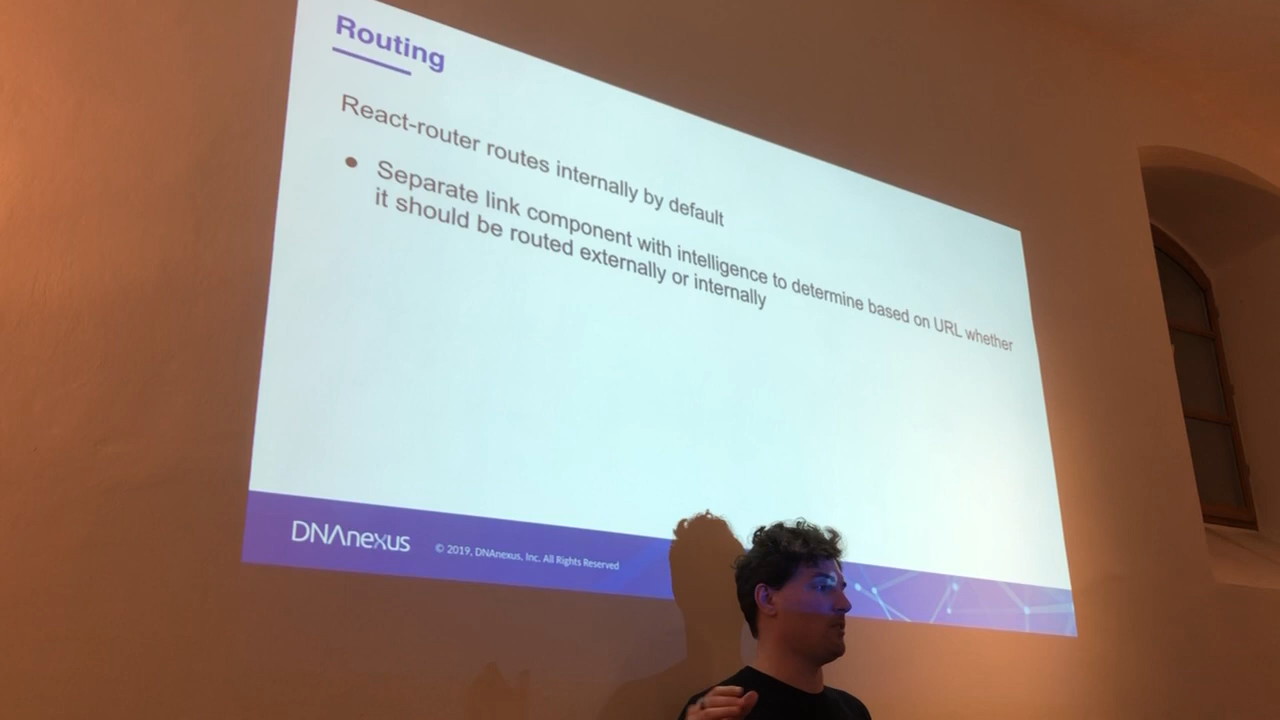 Routing
React-router routes internally by default
● Separate link component with intelligence to determine based on URL whether
it should be routed externally or internally
DNAnexus
© 2019, DNAnexus, Inc. All Rights Reserved